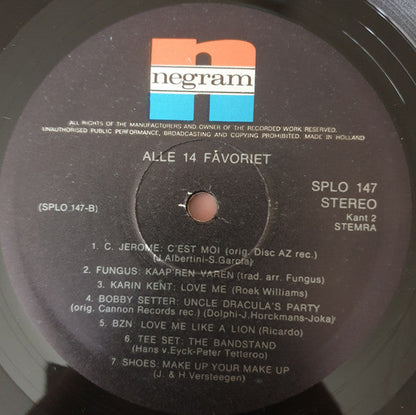 negram
ALL RIGHTS OF THE MANUFACTURERS AND OWNER OF THE RECORDED WORK RESERVED.
UNAUTHORISED PUBLIC PERFORMANCE, BROADCASTING AND COPYING PROHIBITED. MADE IN HOLLAND
ALLE 14 FAVORIET
SPLO 147
STEREO
Kant 2
STEMRA
(SPLO 147-B)
1. C. JEROME: C'EST MOI (orig. Disc AZ rec.)
(J.Albertini-S.Garofa)
2. FUNGUS: KAAP'REN VAREN (trad. arr. Fungus)
3. KARIN KENT: LOVE ME (Roek Williams)
4. BOBBY SETTER: UNCLE DRACULA'S PARTY
(orig. Cannon Records rec.) (Dolphi-J.Horckmans-Joka)
5. BZN: LOVE ME LIKE A LION (Ricardo)
6. TEE SET: THE BANDSTAND
(Hans v.Eyck-Peter Tetteroo)
7. SHOES: MAKE UP YOUR MAKE UP
(J. & H.Versteegen)